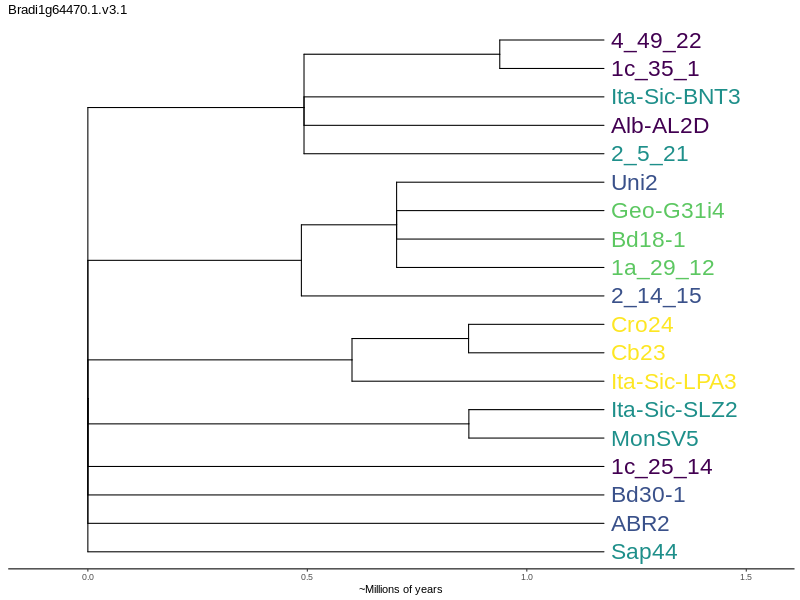 Bradi1g64470.1.v3.1
4_49_22
1c_35_1
Ita-Sic-BNT3
Alb-AL2D
2_5_21
Uni2
Geo-G31i4
Bd18-1
1a_29_12
2_14_15
Cro24
Cb23
Ita-Sic-LPA3
Ita-Sic-SLZ2
MonSV5
1c_25_14
Bd30-1
ABR2
Sap44
0.0 0.5 1.0 1.5
~Millions of years